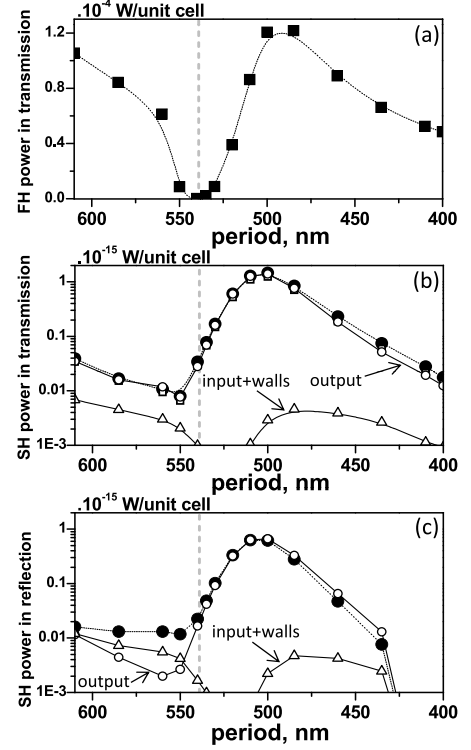 .10⁻⁴ W/unit cell
(a)
FH power in transmission
1.2
0.8
0.4
0.0
600 550 500 450 400
period, nm
.10⁻¹⁵ W/unit cell
(b)
SH power in transmission
1
0.1
0.01
1E-3
input+walls
output
600 550 500 450 400
period, nm
.10⁻¹⁵ W/unit cell
(c)
SH power in reflection
1
0.1
0.01
1E-3
input+walls
output
600 550 500 450 400
period, nm